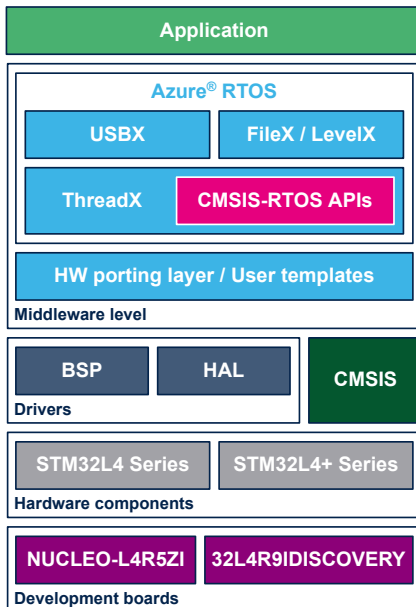 Application
Azure® RTOS
USBX
FileX / LevelX
ThreadX
CMSIS-RTOS APIs
HW porting layer / User templates
Middleware level
BSP
HAL
CMSIS
Drivers
STM32L4 Series
STM32L4+ Series
Hardware components
NUCLEO-L4R5ZI
32L4R9IDISCOVERY
Development boards